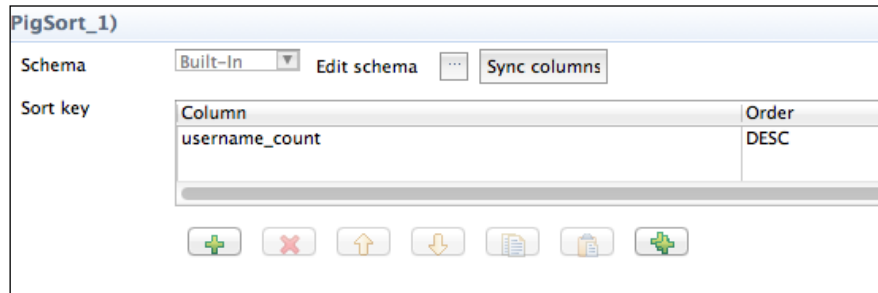 PigSort_1)
Schema Built-In Edit schema ... Sync columns
Sort key
Column Order
username_count DESC